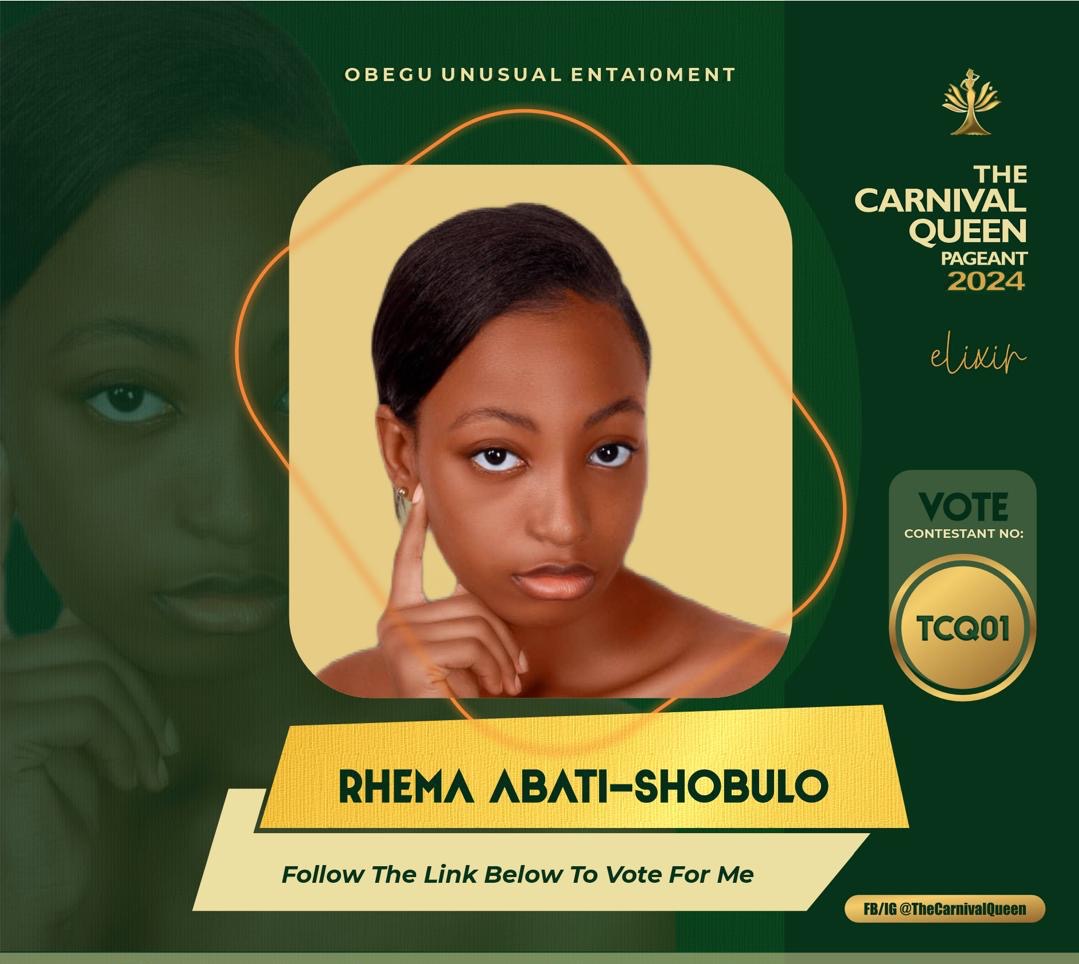 OBEGU UNUSUAL ENTA10MENT
THE
CARNIVAL
QUEEN
PAGEANT
2024
elixir
VOTE
CONTESTANT NO:
TCQ01
RHEMA ABATI-SHOBULO
Follow The Link Below To Vote For Me
FB/IG @TheCarnivalQueen